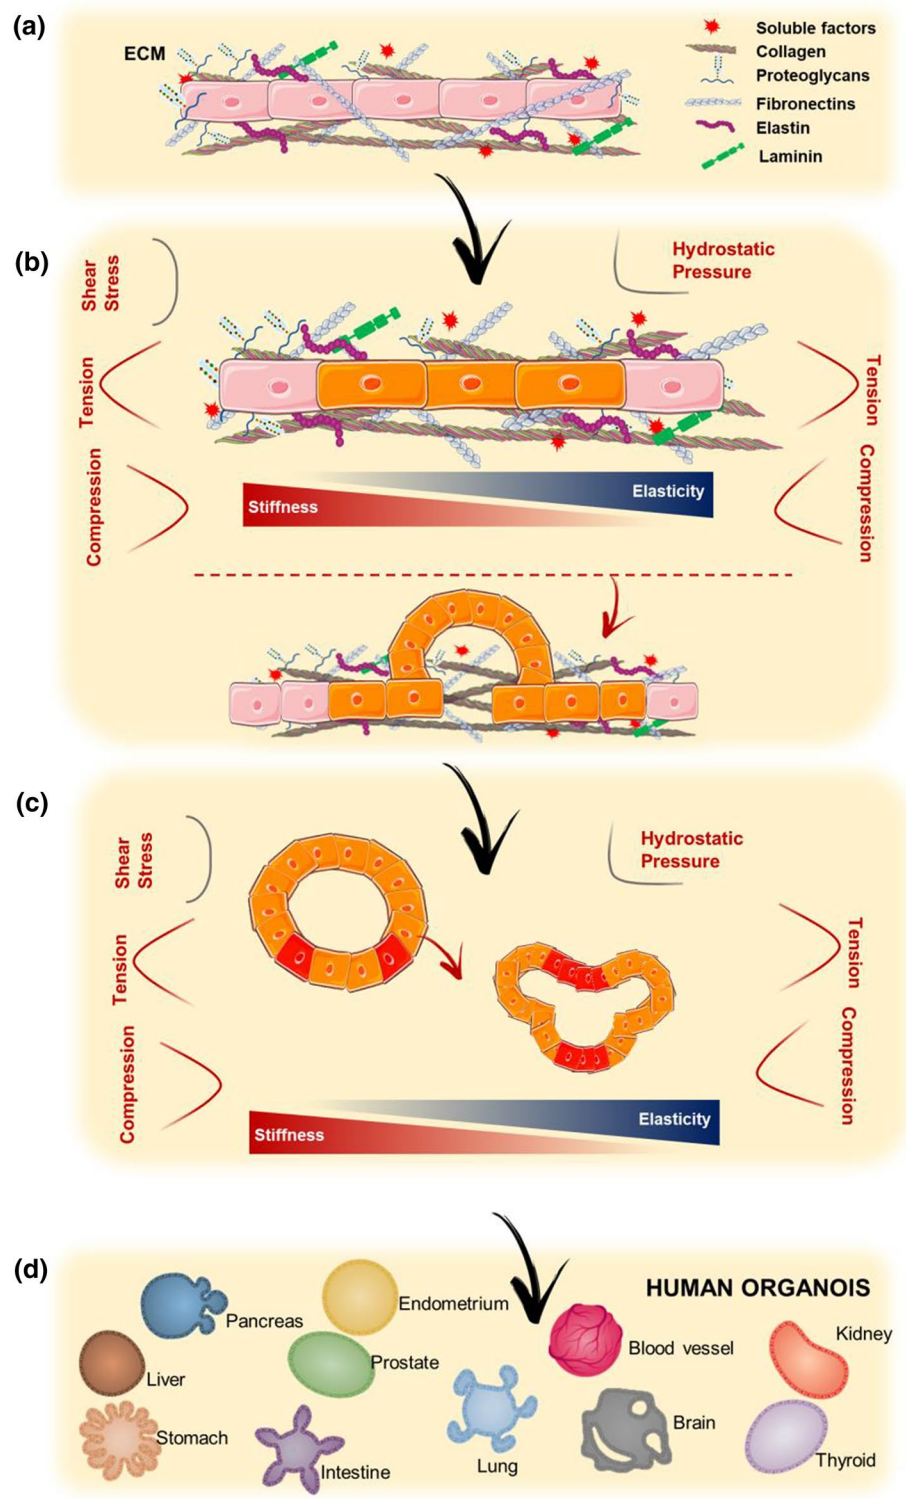 (a)
ECM
Soluble factors
Collagen
Proteoglycans
Fibronectins
Elastin
Laminin
(b)
Shear
Stress
Hydrostatic
Pressure
Tension
Tension
Compression
Compression
Stiffness
Elasticity
(c)
Shear
Stress
Hydrostatic
Pressure
Tension
Tension
Compression
Compression
Stiffness
Elasticity
(d)
HUMAN ORGANOIS
Pancreas
Endometrium
Blood vessel
Kidney
Liver
Prostate
Stomach
Intestine
Lung
Brain
Thyroid